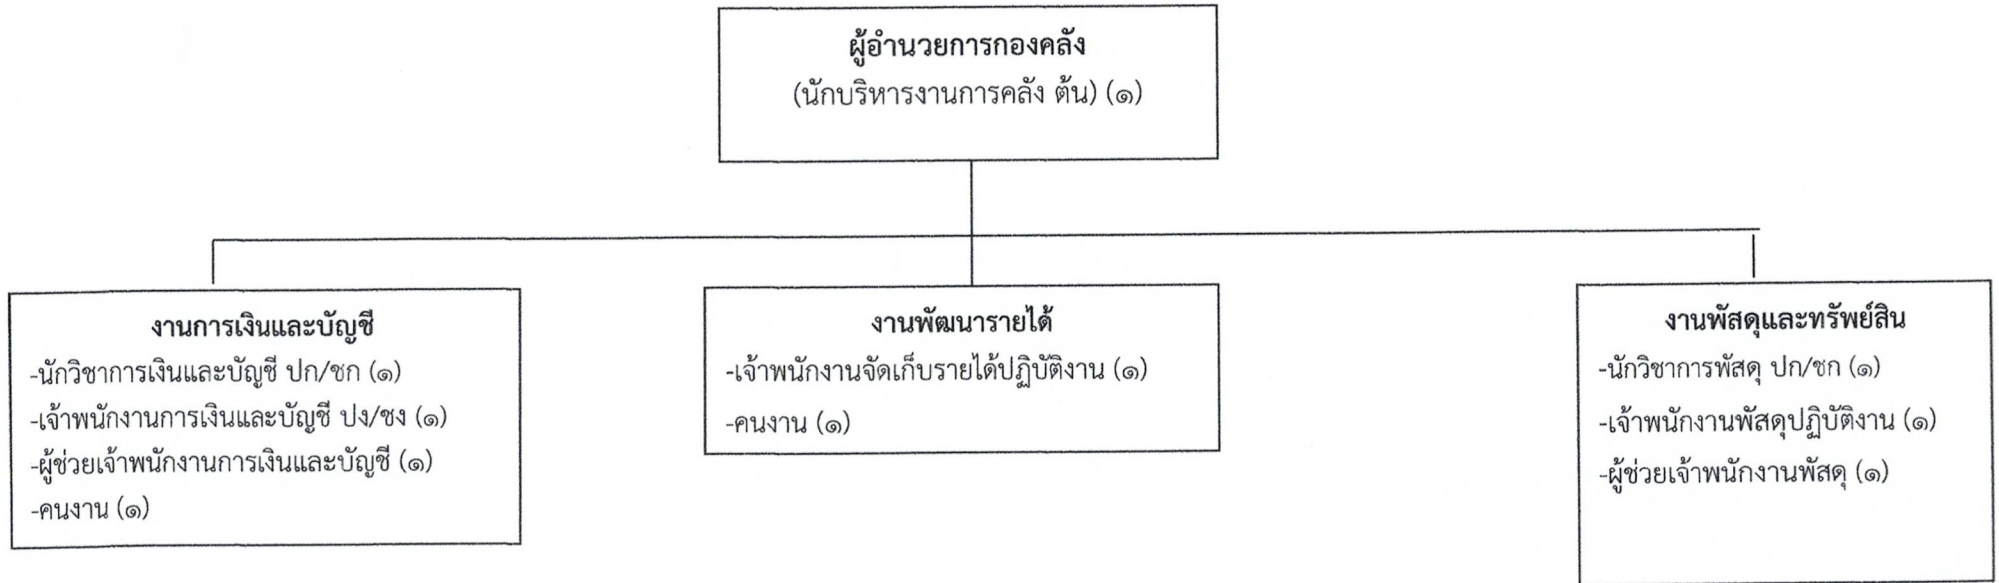 ผู้อำนวยการกองคลัง
(นักบริหารงานการคลัง ต้น) (๑)
งานการเงินและบัญชี
-นักวิชาการเงินและบัญชี ปก/ชก (๑)
-เจ้าพนักงานการเงินและบัญชี ปง/ชง (๑)
-ผู้ช่วยเจ้าพนักงานการเงินและบัญชี (๑)
-คนงาน (๑)
งานพัฒนารายได้
-เจ้าพนักงานจัดเก็บรายได้ปฏิบัติงาน (๑)
-คนงาน (๑)
งานพัสดุและทรัพย์สิน
-นักวิชาการพัสดุ ปก/ชก (๑)
-เจ้าพนักงานพัสดุปฏิบัติงาน (๑)
-ผู้ช่วยเจ้าพนักงานพัสดุ (๑)